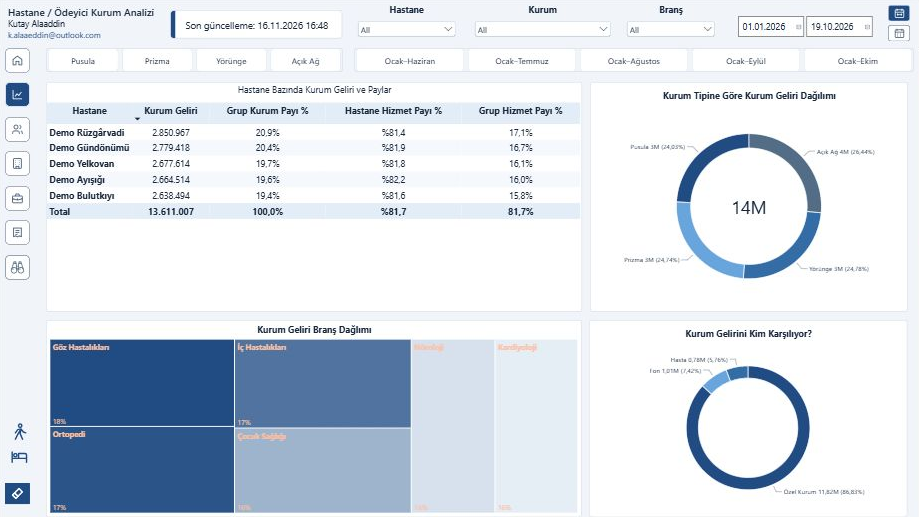 Hastane / Ödeyici Kurum Analizi
Kutay Alaaddin
k.alaaeddin@outlook.com
Son güncelleme: 16.11.2026 16:48
Hastane
All
Kurum
All
Branş
All
01.01.2026
19.10.2026
Pusula
Prizma
Yörünge
Açık Ağ
Ocak-Haziran
Ocak-Temmuz
Ocak-Ağustos
Ocak-Eylül
Ocak-Ekim
Hastane Bazında Kurum Geliri ve Paylar
Hastane Kurum Geliri Grup Kurum Payı % Hastane Hizmet Payı % Grup Hizmet Payı %
Demo Rüzgârvadi 2.850.967 20,9% %81,4 17,1%
Demo Gündönümü 2.779.418 20,4% %81,9 16,7%
Demo Yelkovan 2.677.614 19,7% %81,8 16,1%
Demo Ayışığı 2.664.514 19,6% %82,2 16,0%
Demo Bulutkıyı 2.638.494 19,4% %81,6 15,8%
Total 13.611.007 100,0% %81,7 81,7%
Kurum Tipine Göre Kurum Geliri Dağılımı
Pusula 3M (24,03%)
Açık Ağ 4M (26,44%)
14M
Prizma 3M (24,74%)
Yörünge 3M (24,78%)
Kurum Geliri Branş Dağılımı
Göz Hastalıkları
18%
Ortopedi
17%
İç Hastalıkları
17%
Çocuk Sağlığı
16%
Kardiyoloji
16%
Kurum Gelirini Kim Karşılıyor?
Hasta 0,78M (5,76%)
Fon 1,01M (7,42%)
Özel Kurum 11,82M (86,83%)